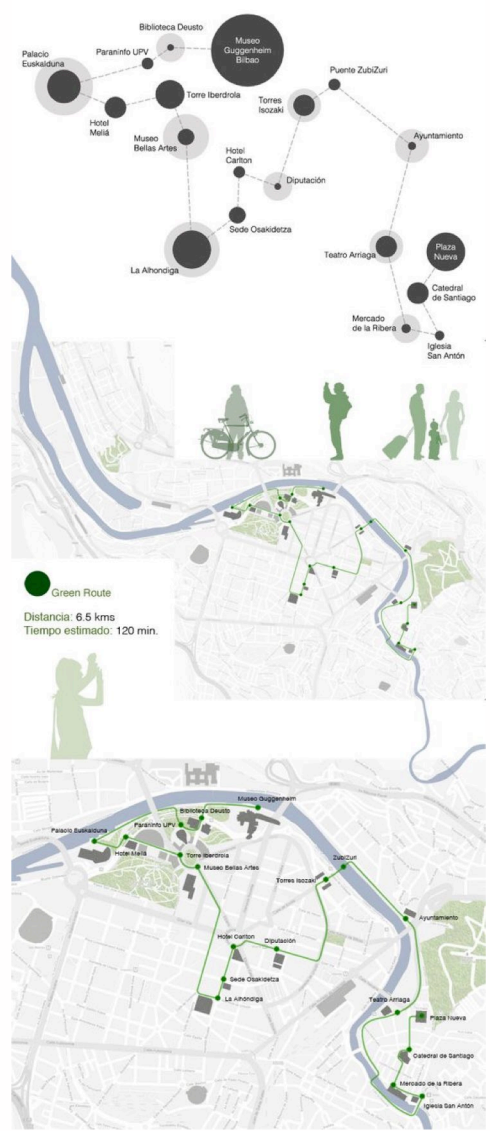 Biblioteca Deusto
Museo
Guggenheim
Bilbao
Palacio
Euskalduna
Paraninfo UPV
Puente ZubiZuri
Torre Iberdrola
Torres
Isozaki
Hotel
Meliá
Museo
Bellas Artes
Ayuntamiento
Hotel
Carlton
Diputación
Sede Osakidetza
Teatro Arriaga
Plaza
Nueva
La Alhondiga
Catedral
de Santiago
Mercado
de la Ribera
Iglesia
San Antón
Green Route
Distancia: 6.5 kms
Tiempo estimado: 120 min.
Museo Guggenheim
Biblioteca Deusto
Paraninfo UPV
Palacio Euskalduna
Hotel Meliá
Torre Iberdrola
Museo Bellas Artes
ZubiZuri
Torres Isozaki
Ayuntamiento
Hotel Carlton
Diputación
Sede Osakidetza
La Alhóndiga
Teatro Arriaga
Plaza Nueva
Catedral de Santiago
Mercado de la Ribera
Iglesia San Antón